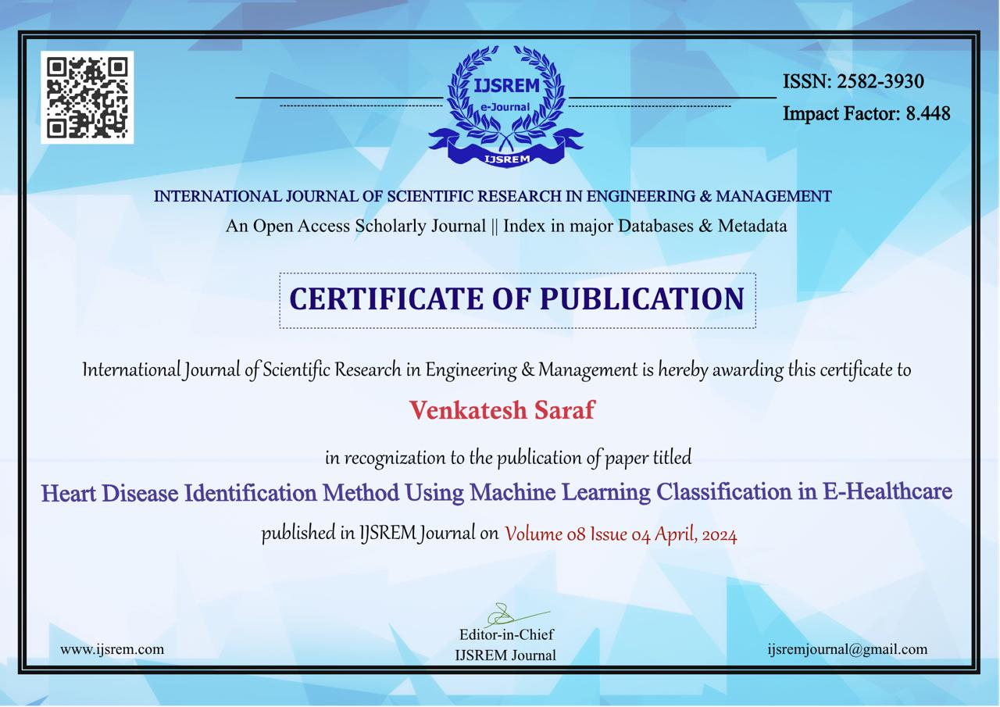 IJSREM
e-Journal
IJSREM
ISSN: 2582-3930
Impact Factor: 8.448
INTERNATIONAL JOURNAL OF SCIENTIFIC RESEARCH IN ENGINEERING & MANAGEMENT
An Open Access Scholarly Journal || Index in major Databases & Metadata
CERTIFICATE OF PUBLICATION
International Journal of Scientific Research in Engineering & Management is hereby awarding this certificate to
Venkatesh Saraf
in recognization to the publication of paper titled
Heart Disease Identification Method Using Machine Learning Classification in E-Healthcare
published in IJSREM Journal on Volume 08 Issue 04 April, 2024
Editor-in-Chief
IJSREM Journal
www.ijsrem.com
ijsremjournal@gmail.com